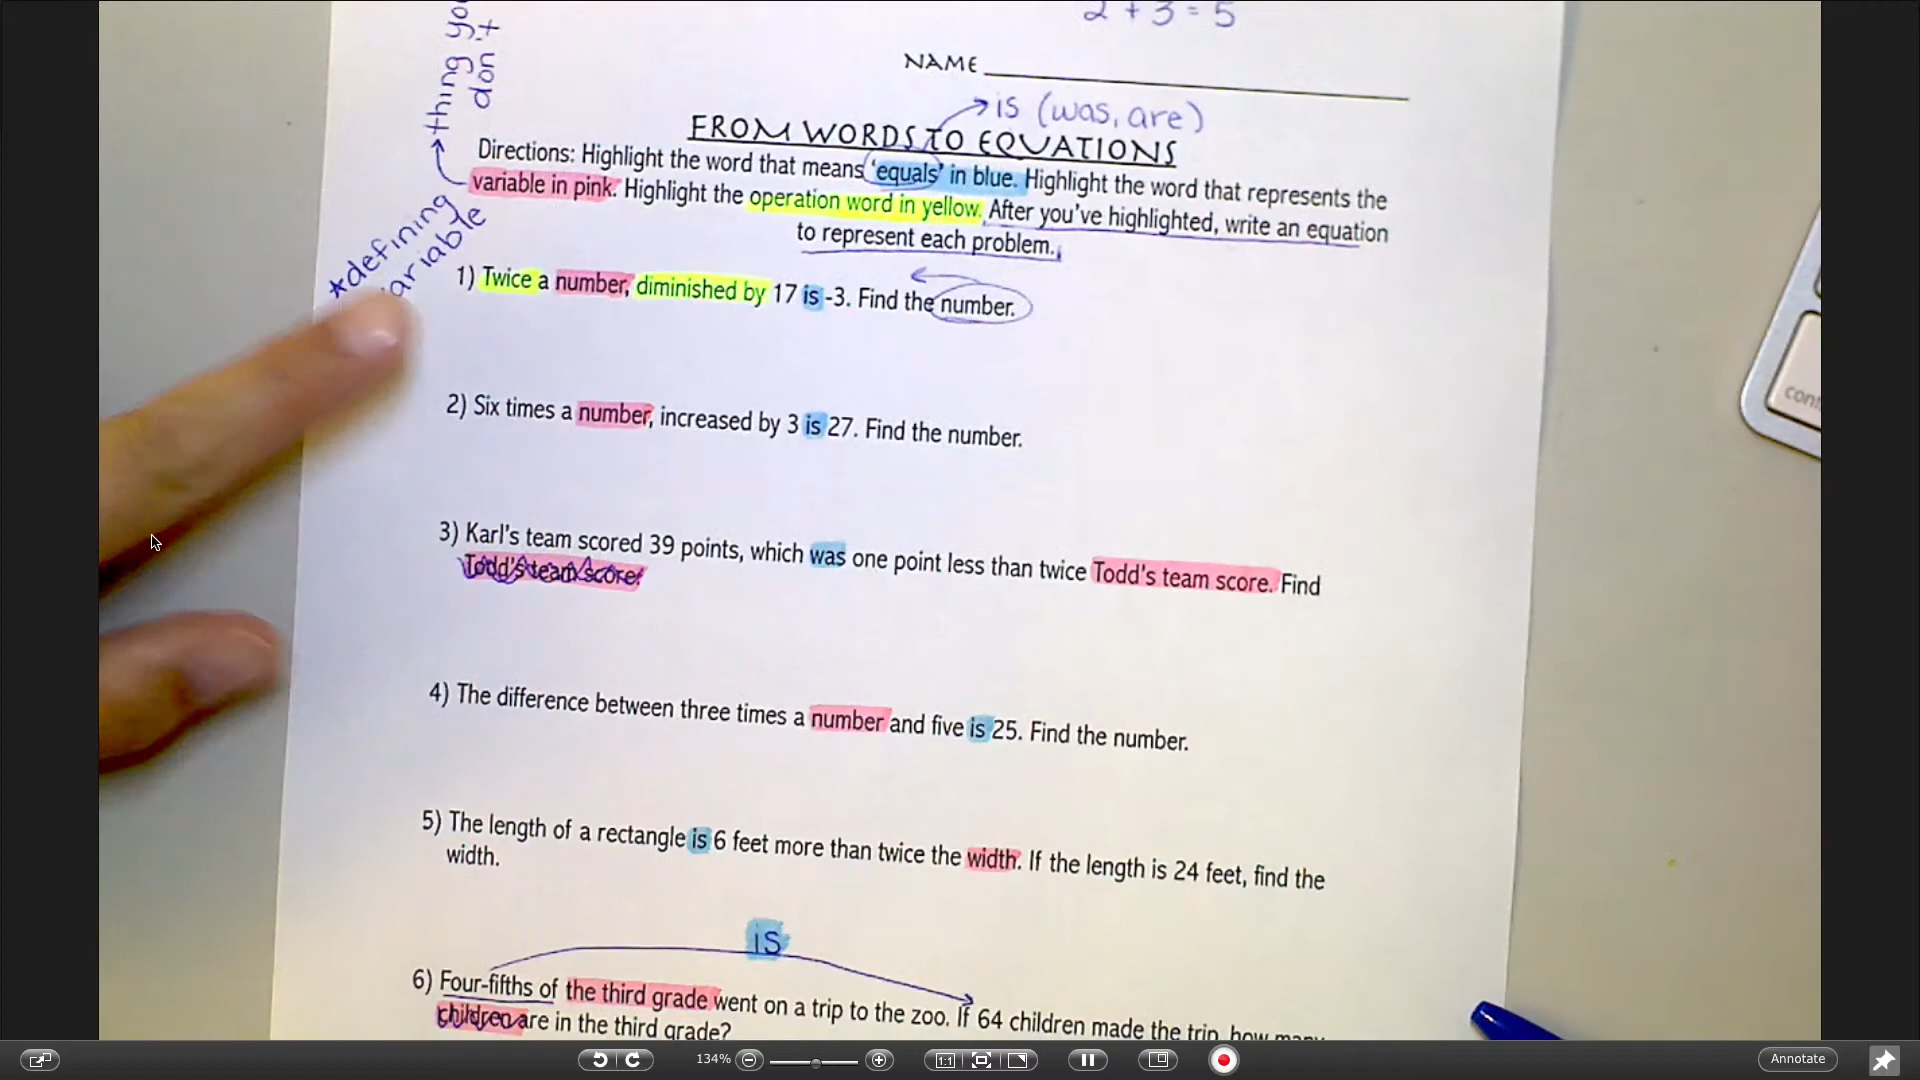 2 + 3 = 5
NAME
thing you
don't
is (was, are)
FROM WORDS TO EQUATIONS
Directions: Highlight the word that means 'equals' in blue. Highlight the word that represents the
variable in pink. Highlight the operation word in yellow. After you've highlighted, write an equation
to represent each problem.
*defining
variable
1) Twice a number, diminished by 17 is -3. Find the number.
2) Six times a number, increased by 3 is 27. Find the number.
3) Karl's team scored 39 points, which was one point less than twice Todd's team score. Find
Todd's team score.
4) The difference between three times a number and five is 25. Find the number.
5) The length of a rectangle is 6 feet more than twice the width. If the length is 24 feet, find the
width.
is
6) Four-fifths of the third grade went on a trip to the zoo. If 64 children made the trip, how many
children are in the third grade?
134%
1:1
Annotate